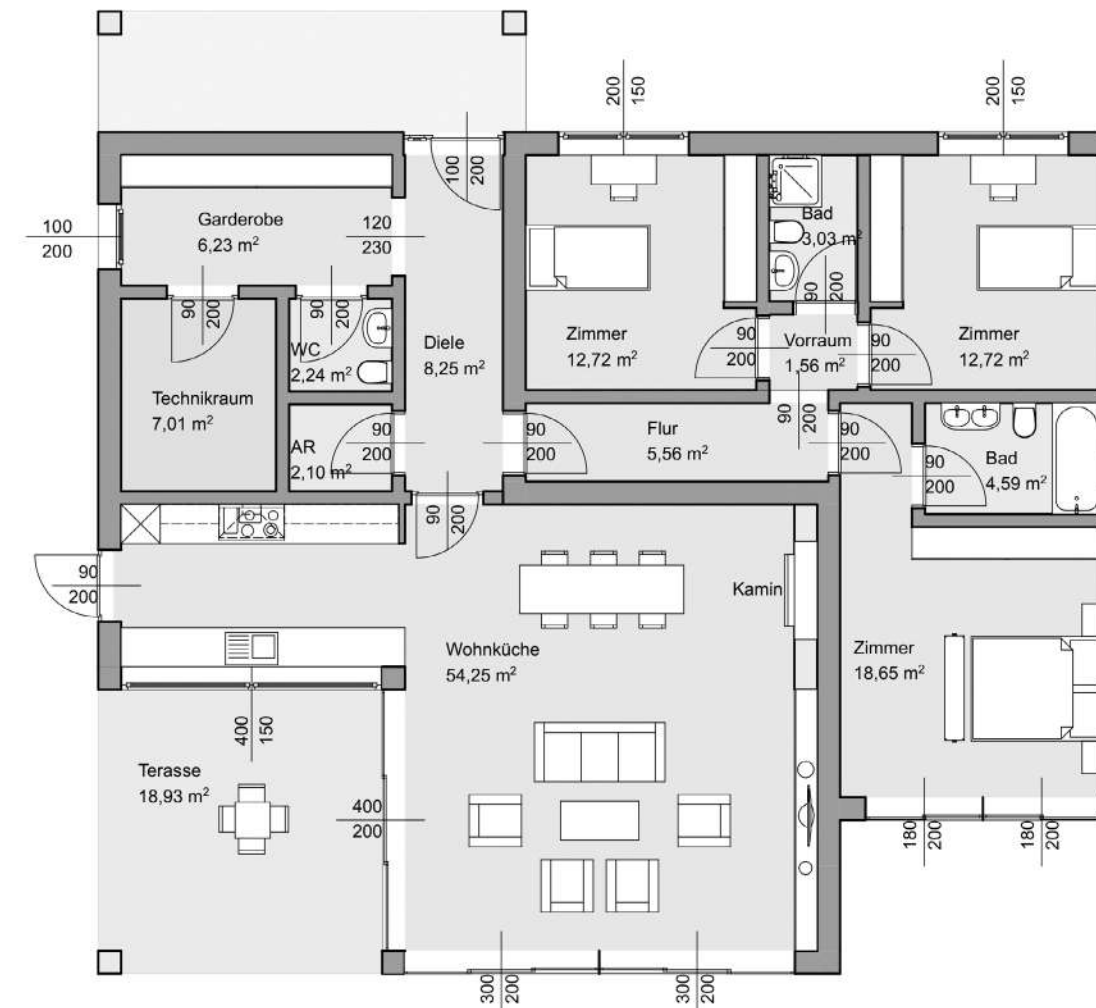 200
150
200
150
100
200
100
200
Garderobe
6,23 m²
120
230
Bad
3,03 m²
90
200
90
200
90
200
Diele
8,25 m²
Zimmer
12,72 m²
90
200
Vorraum
1,56 m²
90
200
Zimmer
12,72 m²
WC
2,24 m²
Technikraum
7,01 m²
AR
2,10 m²
90
200
90
200
Flur
5,56 m²
90
200
90
200
Bad
4,59 m²
90
200
90
200
90
200
Kamin
Wohnküche
54,25 m²
Zimmer
18,65 m²
400
150
Terasse
18,93 m²
400
200
180
200
180
200
300
200
300
200